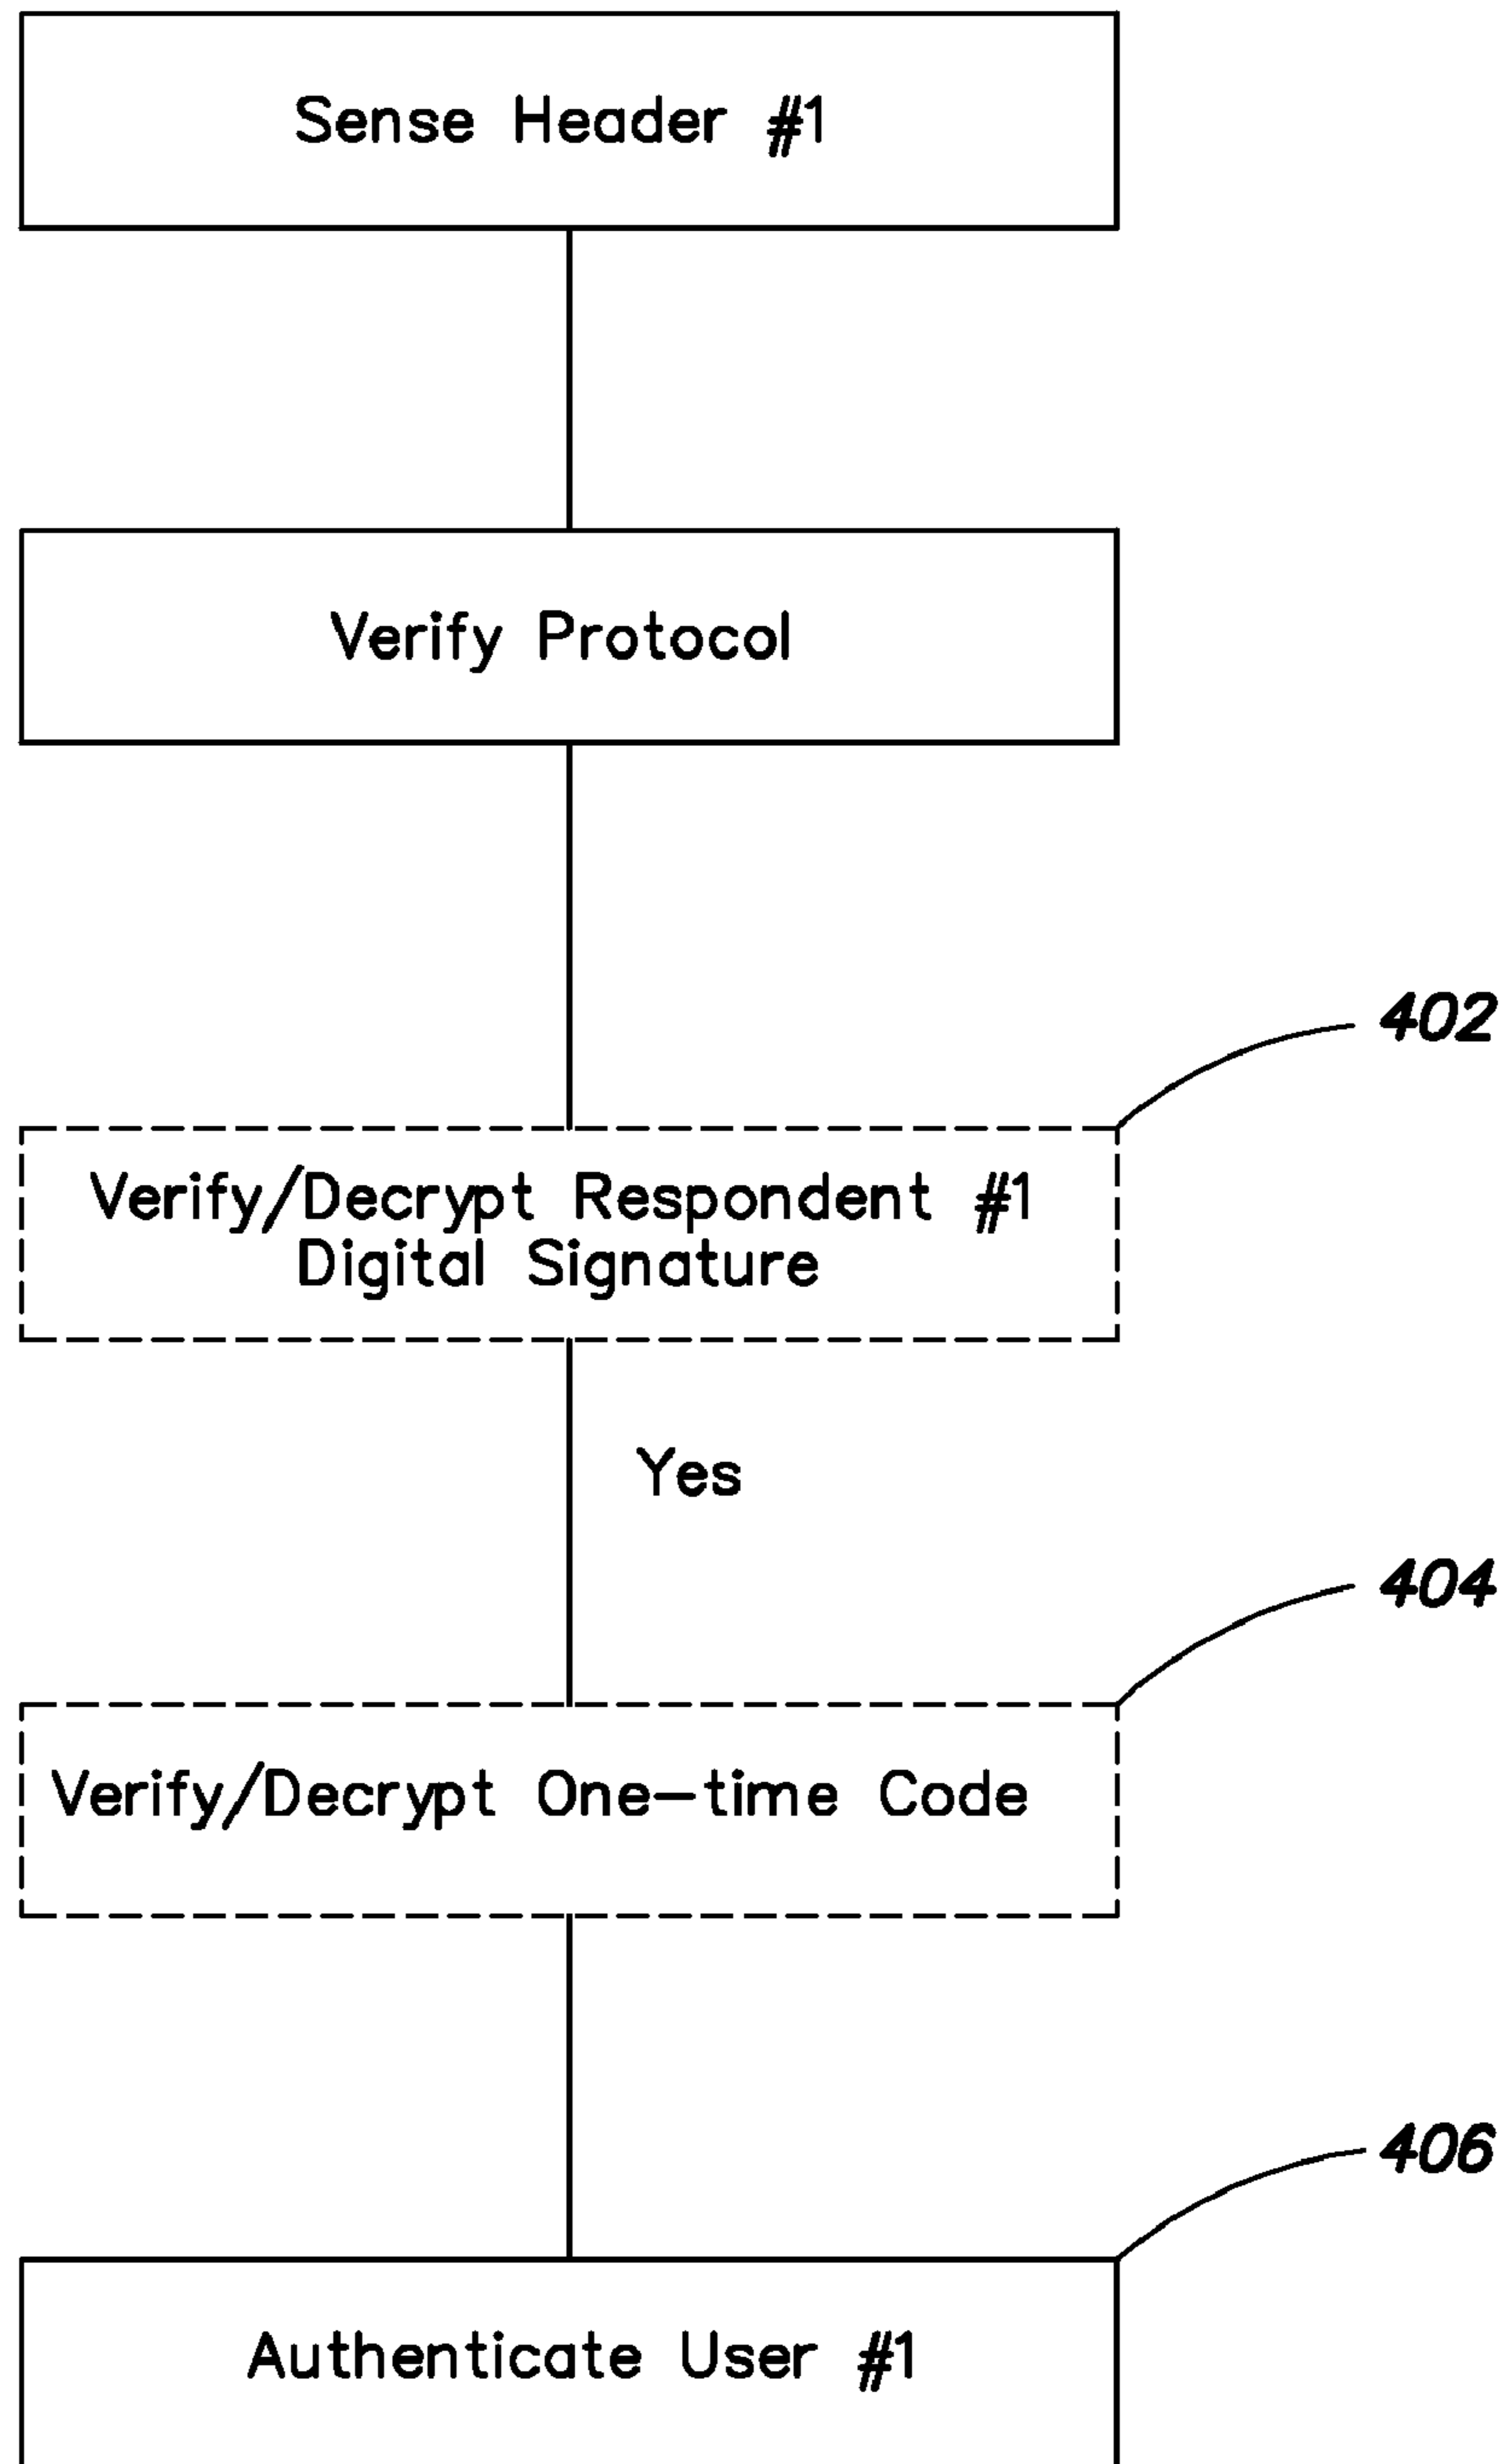 Sense Header #1
Verify Protocol
402
Verify/Decrypt Respondent #1
Digital Signature
Yes
404
Verify/Decrypt One-time Code
406
Authenticate User #1